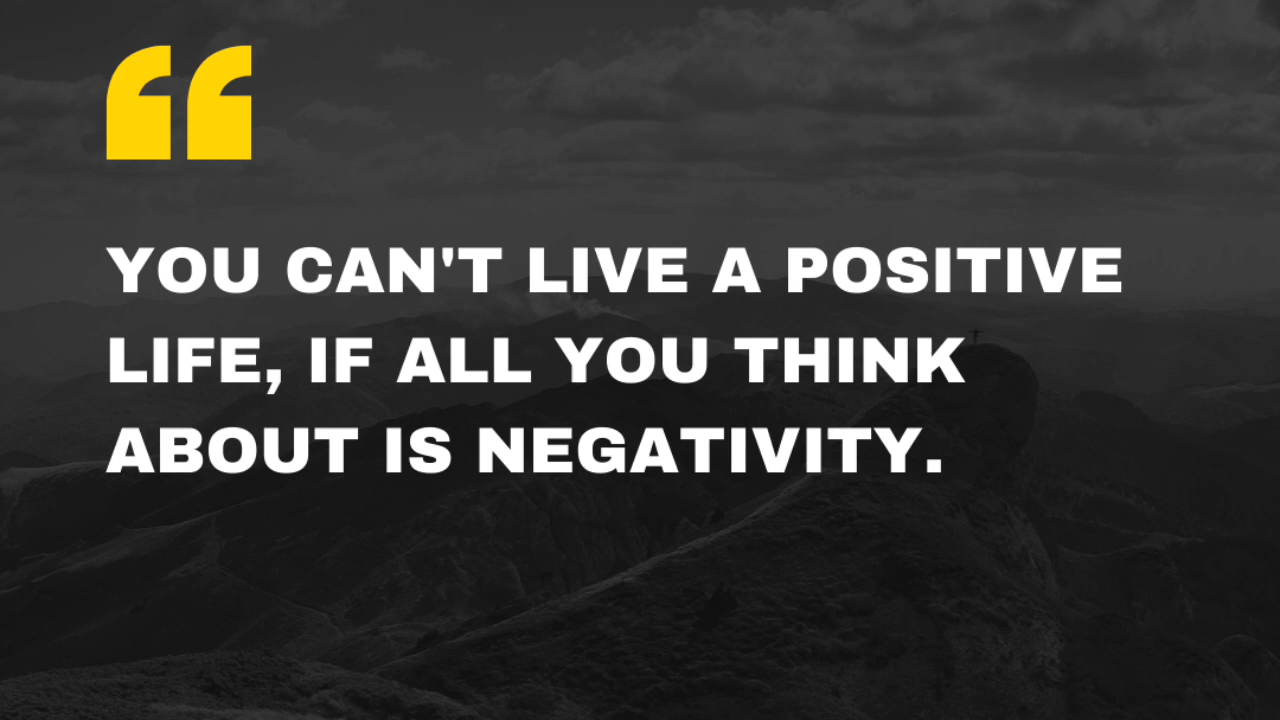 YOU CAN'T LIVE A POSITIVE
LIFE, IF ALL YOU THINK
ABOUT IS NEGATIVITY.